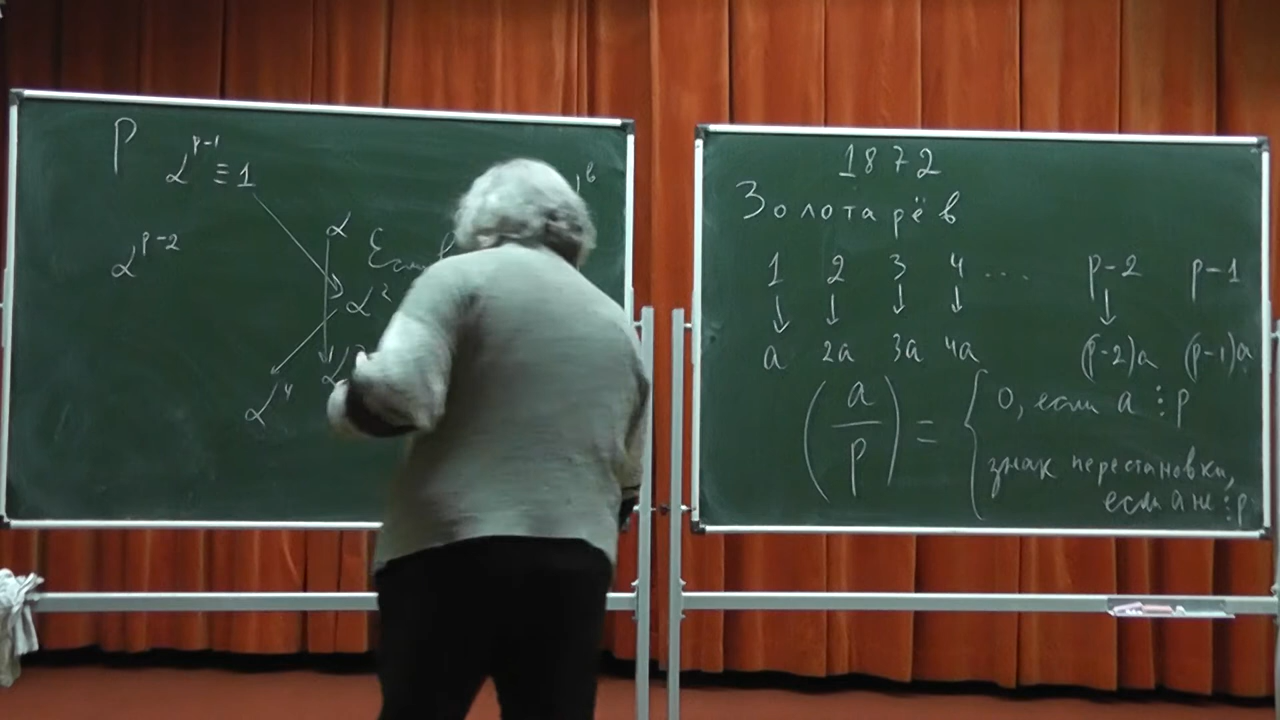 p
α^{p-1} ≡ 1
α
α^{p-2}
α^2
α^4
1872
Золотарёв
1 2 3 4 .... p-2 p-1
↓ ↓ ↓ ↓ ↓
a 2a 3a 4a (p-2)a (p-1)a
(a/p) = { 0, если a ⋮ p
знак перестановки,
если a не ⋮ p